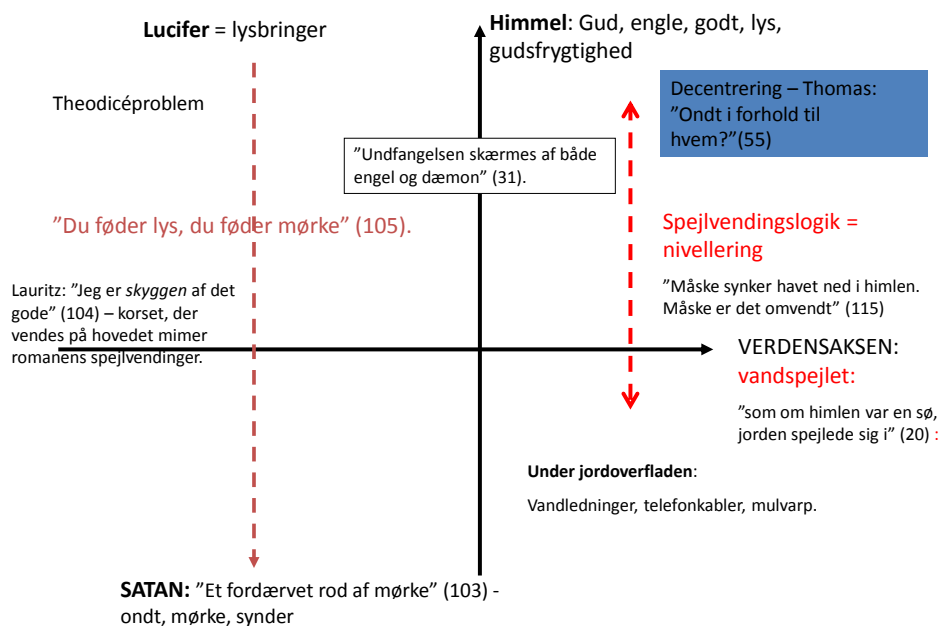 Lucifer = lysbringer
Himmel: Gud, engle, godt, lys,
gudsfrygtighed
Theodicéproblem
Decentrering – Thomas:
”Ondt i forhold til
hvem?”(55)
”Undfangelsen skærmes af både
engel og dæmon” (31).
”Du føder lys, du føder mørke” (105).
Spejlvendingslogik =
nivellering
Lauritz: ”Jeg er skyggen af det
gode” (104) – korset, der
vendes på hovedet mimer
romanens spejlvendinger.
”Måske synker havet ned i himlen.
Måske er det omvendt” (115)
VERDENSAKSEN:
vandspejlet:
”som om himlen var en sø,
jorden spejlede sig i” (20) :
Under jordoverfladen:
Vandledninger, telefonkabler, mulvarp.
SATAN: ”Et fordærvet rod af mørke” (103) -
ondt, mørke, synder